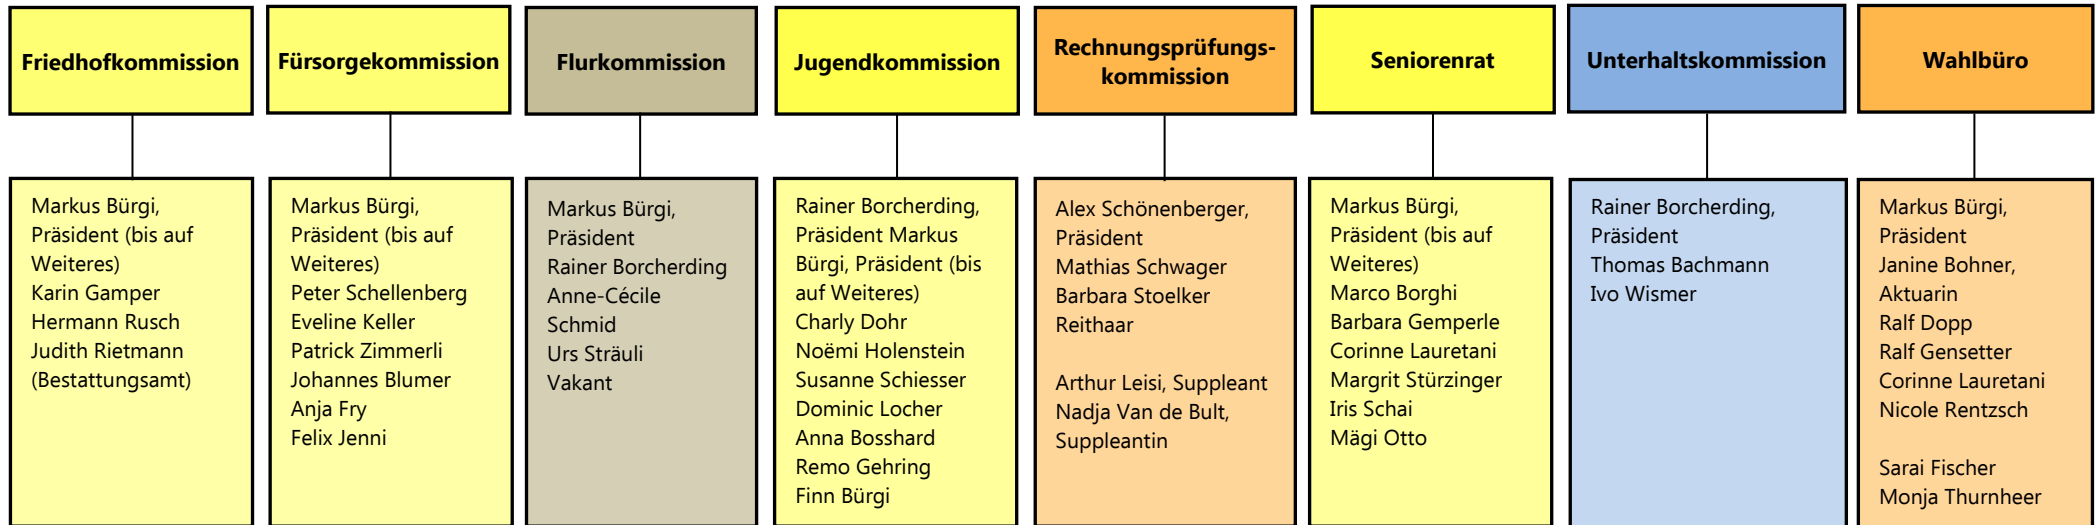 Friedhofkommission
Markus Bürgi,
Präsident (bis auf
Weiteres)
Karin Gamper
Hermann Rusch
Judith Rietmann
(Bestattungsamt)
Fürsorgekommission
Markus Bürgi,
Präsident (bis auf
Weiteres)
Peter Schellenberg
Eveline Keller
Patrick Zimmerli
Johannes Blumer
Anja Fry
Felix Jenni
Flurkommission
Markus Bürgi,
Präsident
Rainer Borcherding
Anne-Cécile
Schmid
Urs Sträuli
Vakant
Jugendkommission
Rainer Borcherding,
Präsident Markus
Bürgi, Präsident (bis
auf Weiteres)
Charly Dohr
Noëmi Holenstein
Susanne Schiesser
Dominic Locher
Anna Bosshard
Remo Gehring
Finn Bürgi
Rechnungsprüfungs-
kommission
Alex Schönenberger,
Präsident
Mathias Schwager
Barbara Stoelker
Reithaar
Arthur Leisi, Suppleant
Nadja Van de Bult,
Suppleantin
Seniorenrat
Markus Bürgi,
Präsident (bis auf
Weiteres)
Marco Borghi
Barbara Gemperle
Corinne Lauretani
Margrit Stürzinger
Iris Schai
Mägi Otto
Unterhaltskommission
Rainer Borcherding,
Präsident
Thomas Bachmann
Ivo Wismer
Wahlbüro
Markus Bürgi,
Präsident
Janine Bohner,
Aktuarin
Ralf Dopp
Ralf Gensetter
Corinne Lauretani
Nicole Rentzsch
Sarai Fischer
Monja Thurnheer